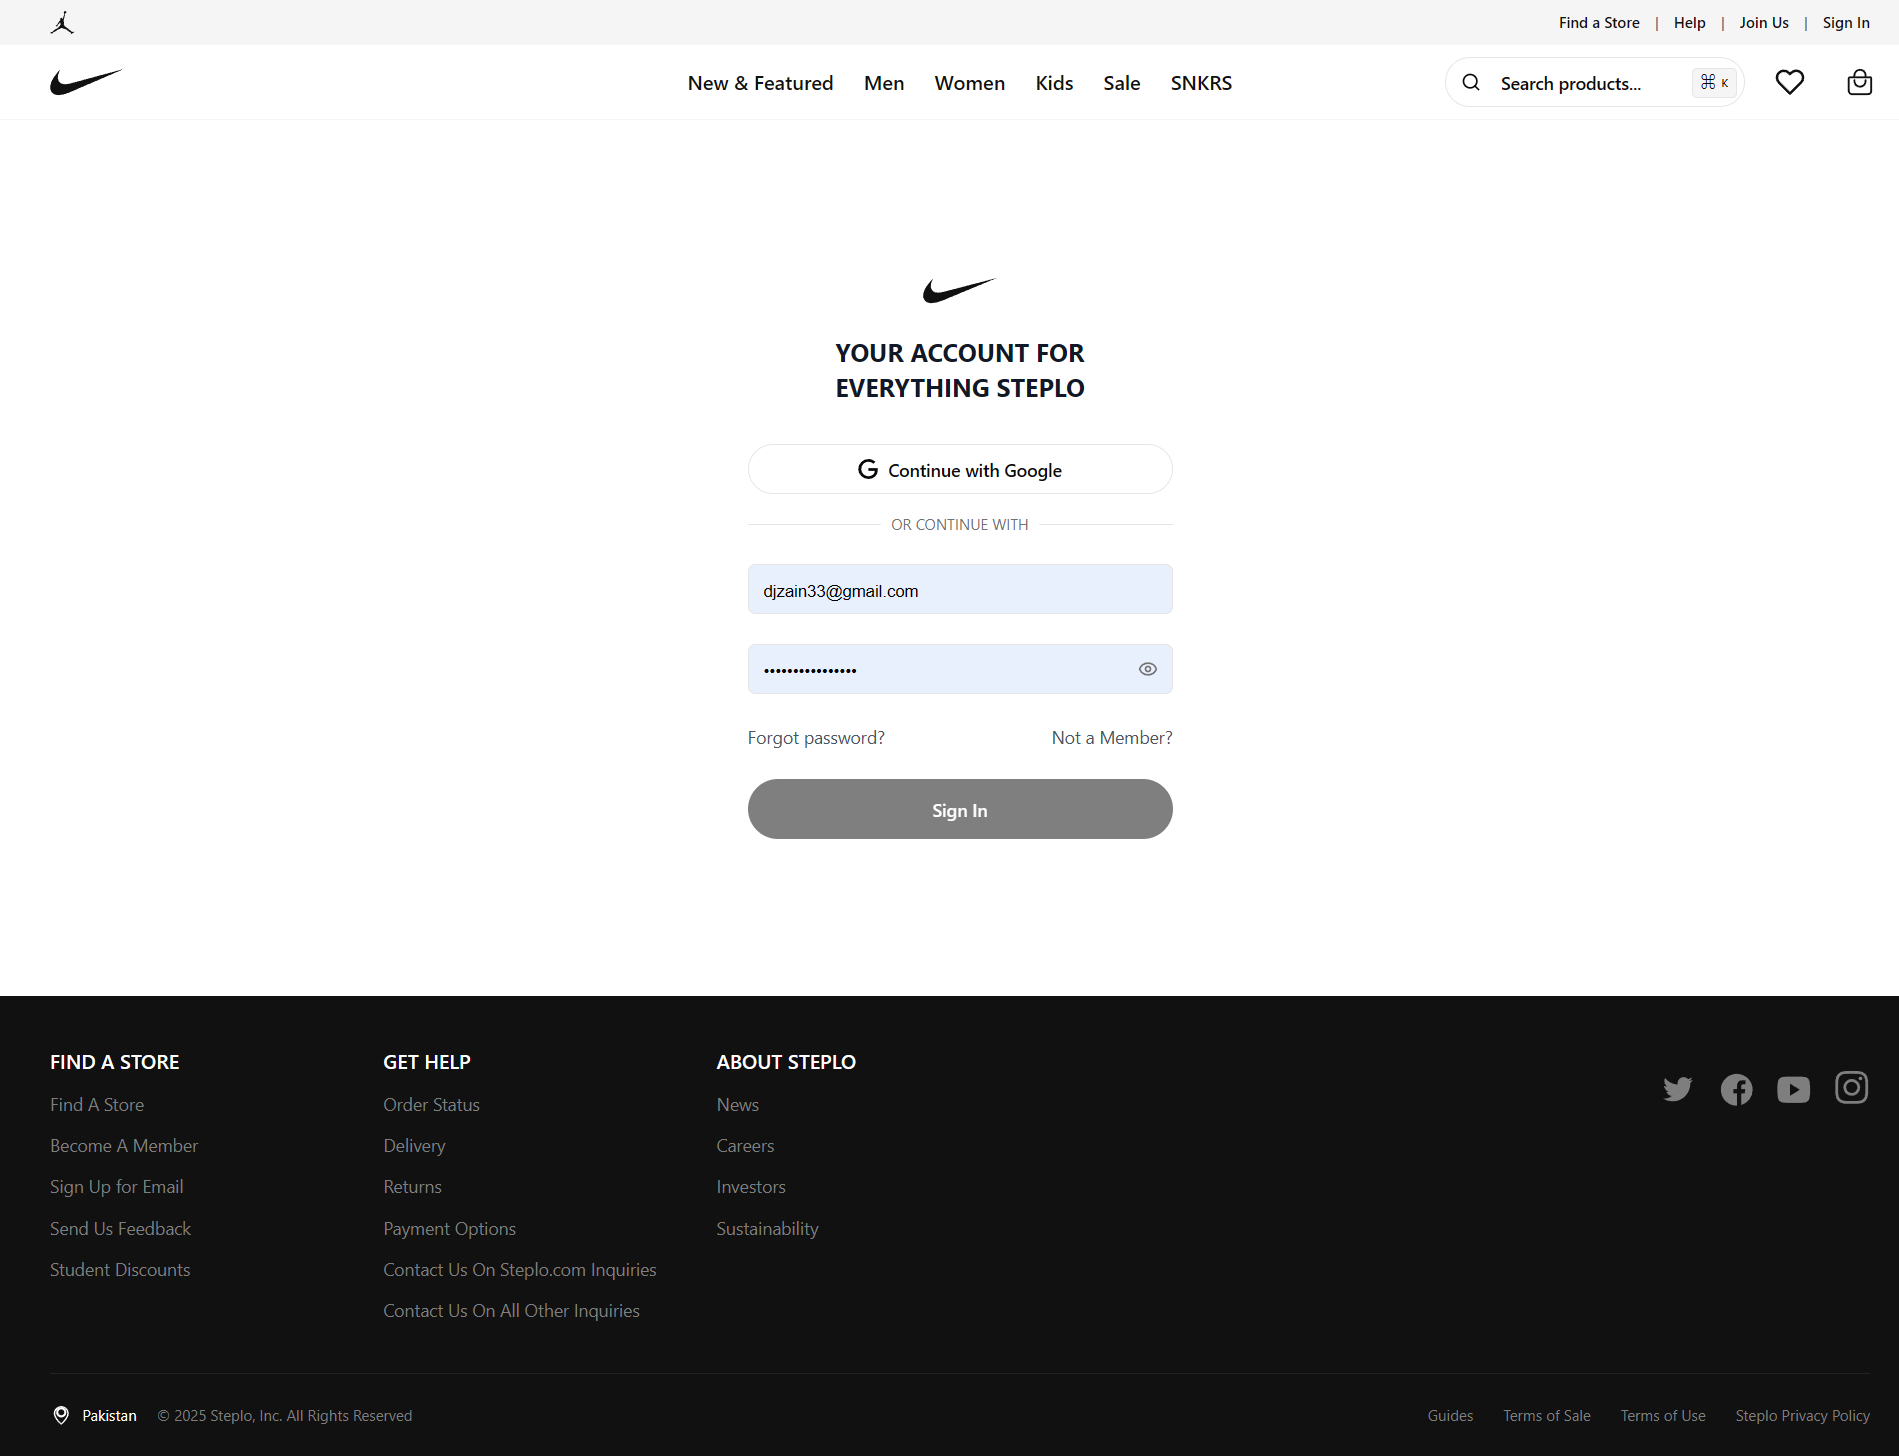 Find a Store | Help | Join Us | Sign In
New & Featured Men Women Kids Sale SNKRS Search products... ⌘ K
YOUR ACCOUNT FOR
EVERYTHING STEPLO
Continue with Google
OR CONTINUE WITH
djzain33@gmail.com
••••••••••••••••
Forgot password? Not a Member?
Sign In
FIND A STORE GET HELP ABOUT STEPLO
Find A Store Order Status News
Become A Member Delivery Careers
Sign Up for Email Returns Investors
Send Us Feedback Payment Options Sustainability
Student Discounts Contact Us On Steplo.com Inquiries
Contact Us On All Other Inquiries
Pakistan © 2025 Steplo, Inc. All Rights Reserved Guides Terms of Sale Terms of Use Steplo Privacy Policy